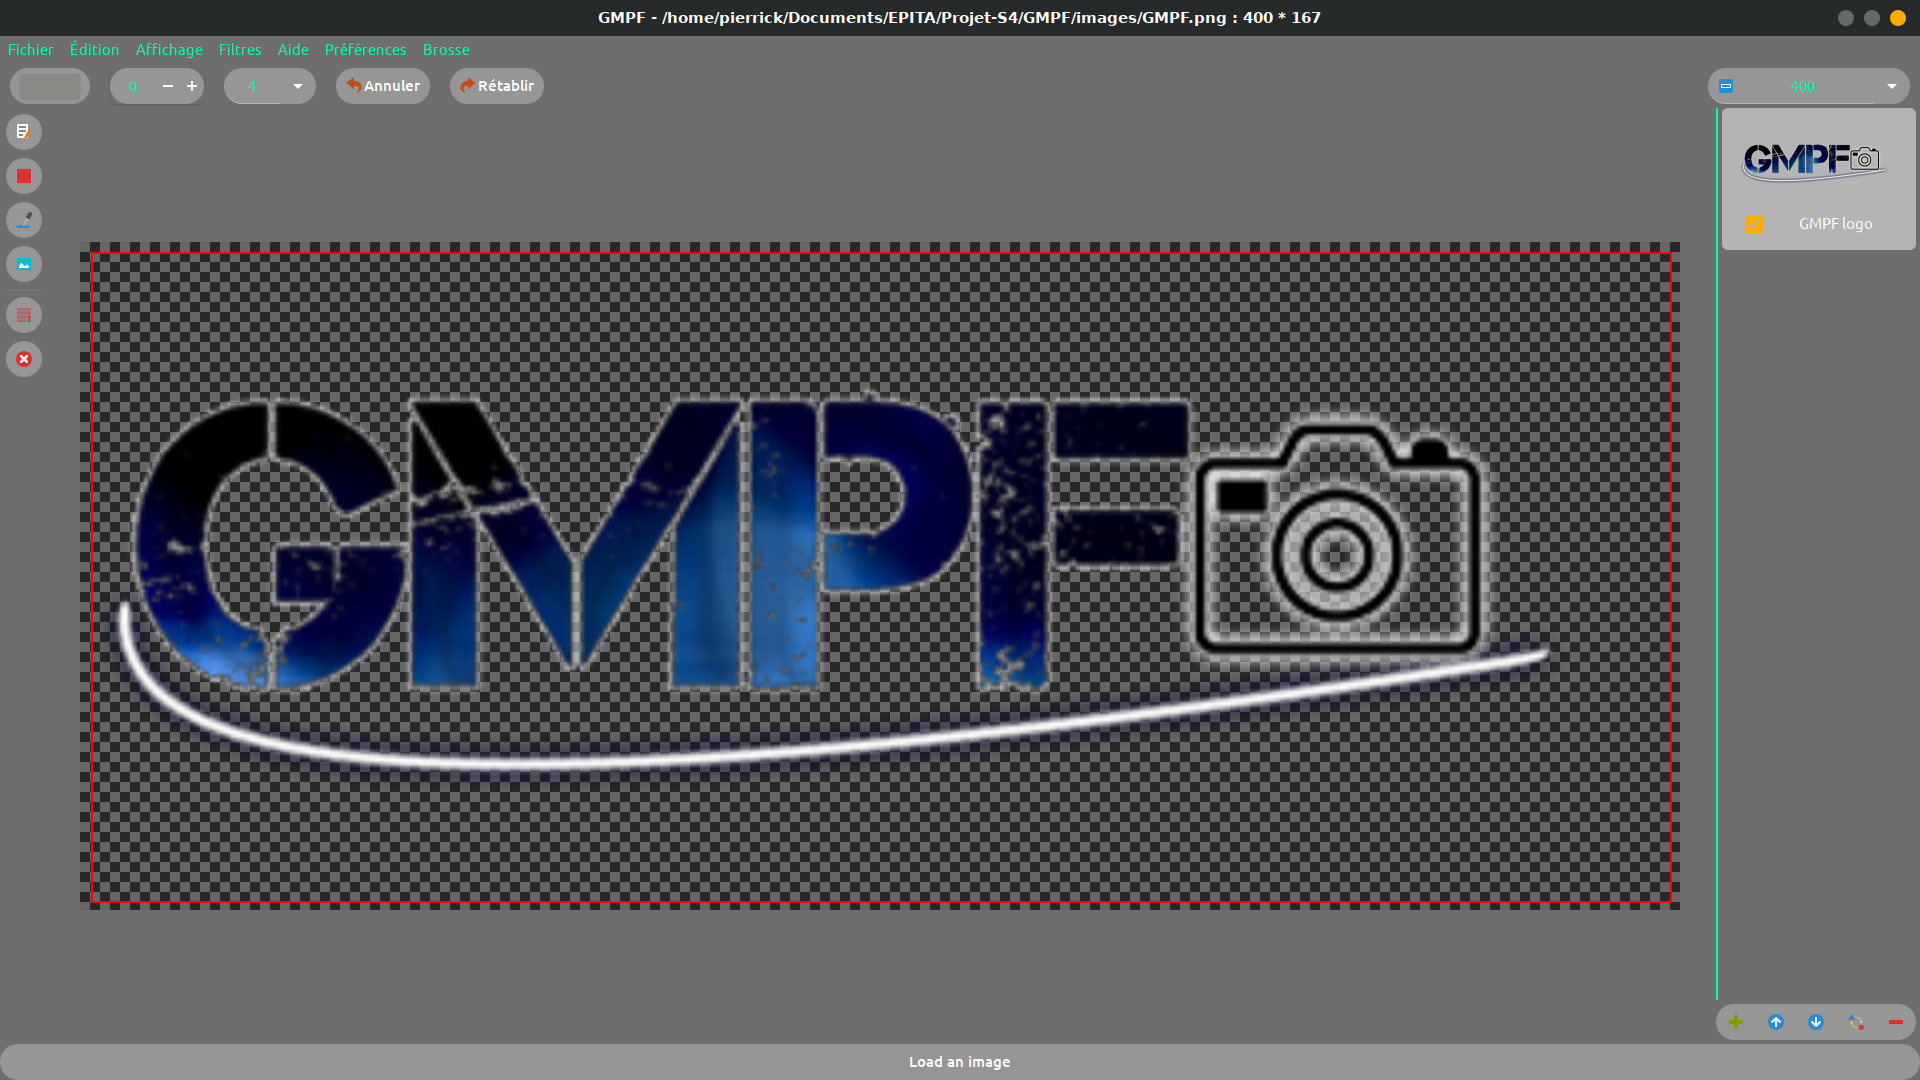 GMPF - /home/pierrick/Documents/EPITA/Projet-S4/GMPF/images/GMPF.png : 400 * 167
Fichier Édition Affichage Filtres Aide Préférences Brosse
0 4 Annuler Rétablir 400
GMPF
GMPF logo
GMPF
Load an image